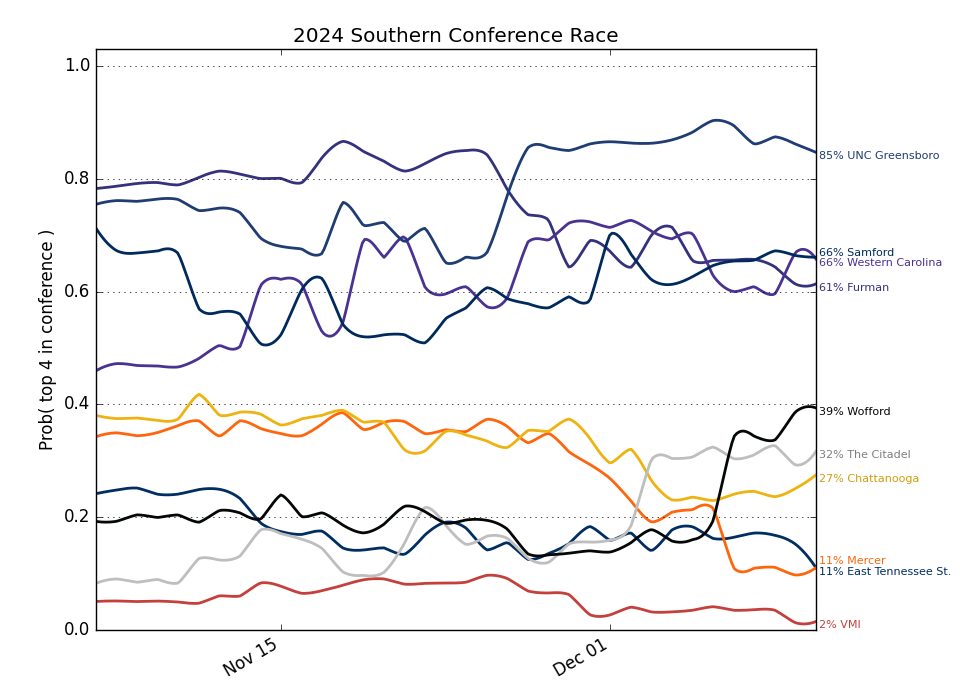 2024 Southern Conference Race
Prob( top 4 in conference )
1.0
0.8
0.6
0.4
0.2
0.0
Nov 15
Dec 01
85% UNC Greensboro
66% Samford
66% Western Carolina
61% Furman
39% Wofford
32% The Citadel
27% Chattanooga
11% Mercer
11% East Tennessee St.
2% VMI